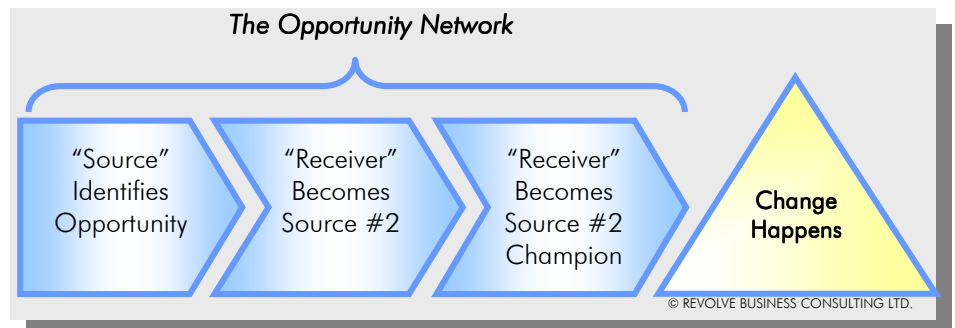 The Opportunity Network
“Source”
Identifies
Opportunity
“Receiver”
Becomes
Source #2
“Receiver”
Becomes
Source #2
Champion
Change
Happens
© REVOLVE BUSINESS CONSULTING LTD.